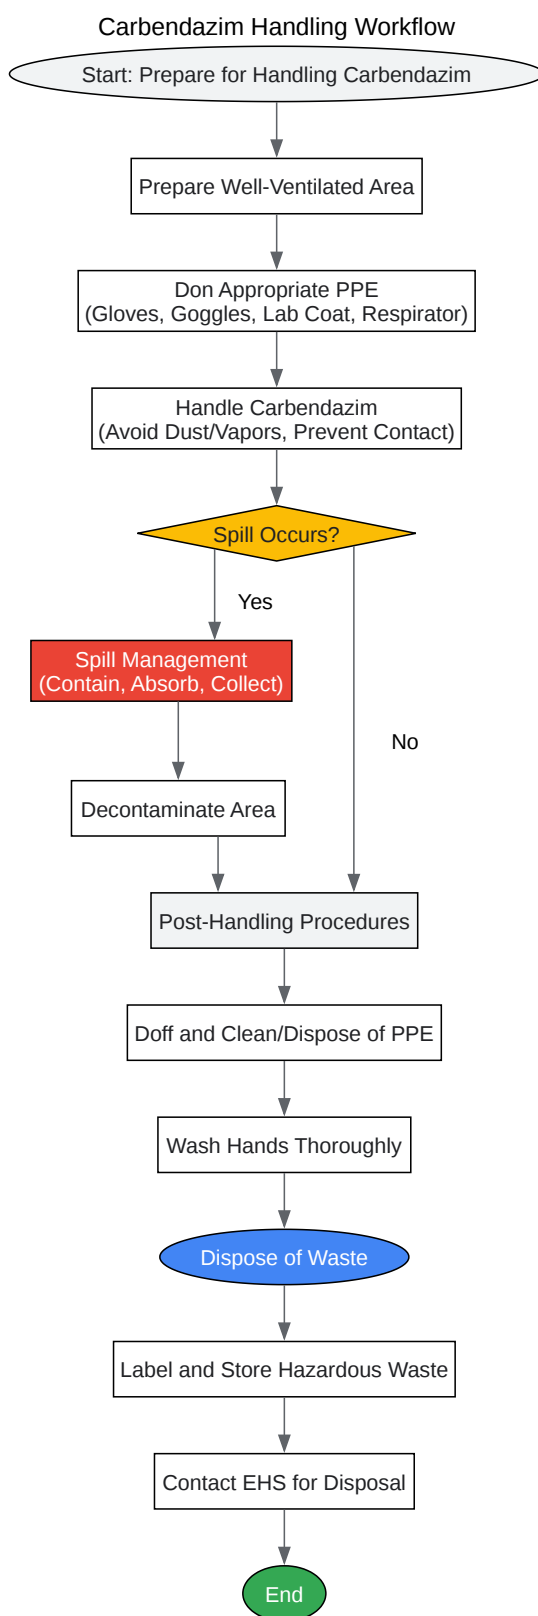 Carbendazim Handling Workflow
Start: Prepare for Handling Carbendazim
Prepare Well-Ventilated Area
Don Appropriate PPE
(Gloves, Goggles, Lab Coat, Respirator)
Handle Carbendazim
(Avoid Dust/Vapors, Prevent Contact)
Spill Occurs?
Yes
Spill Management
(Contain, Absorb, Collect)
No
Decontaminate Area
Post-Handling Procedures
Doff and Clean/Dispose of PPE
Wash Hands Thoroughly
Dispose of Waste
Label and Store Hazardous Waste
Contact EHS for Disposal
End